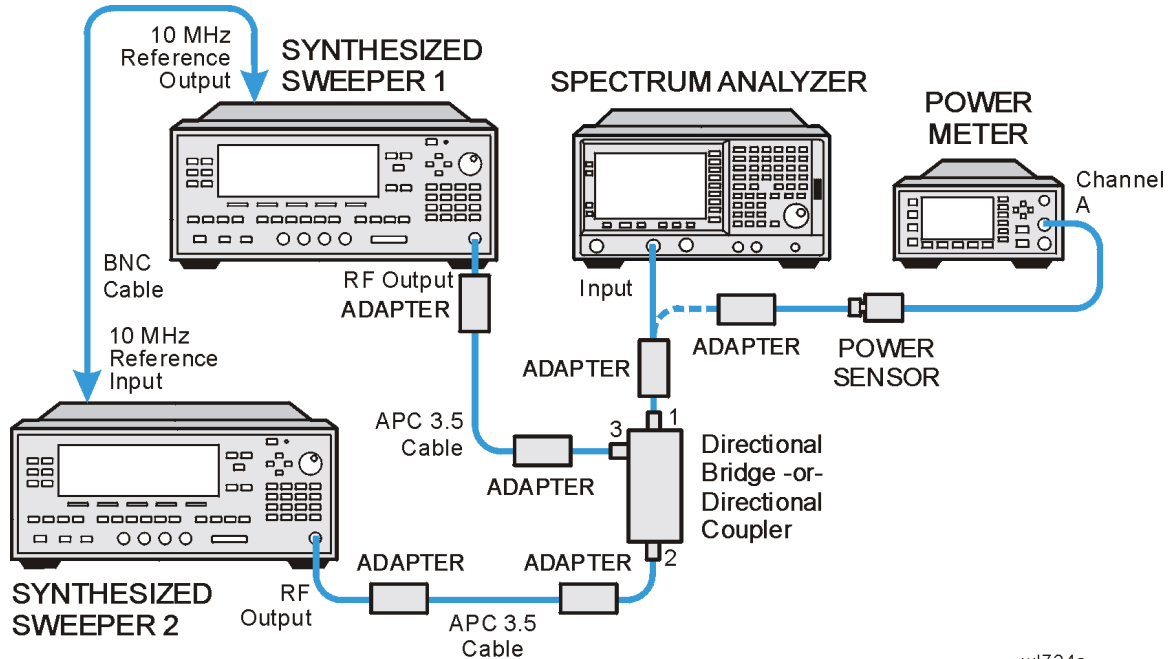 10 MHz
Reference
Output
SYNTHESIZED
SWEEPER 1
SPECTRUM ANALYZER
POWER
METER
Channel
A
BNC
Cable
RF Output
ADAPTER
Input
10 MHz
Reference
Input
ADAPTER
ADAPTER
POWER
SENSOR
APC 3.5
Cable
3
1
ADAPTER
Directional
Bridge -or-
Directional
Coupler
2
SYNTHESIZED
SWEEPER 2
RF
Output
ADAPTER
ADAPTER
APC 3.5
Cable